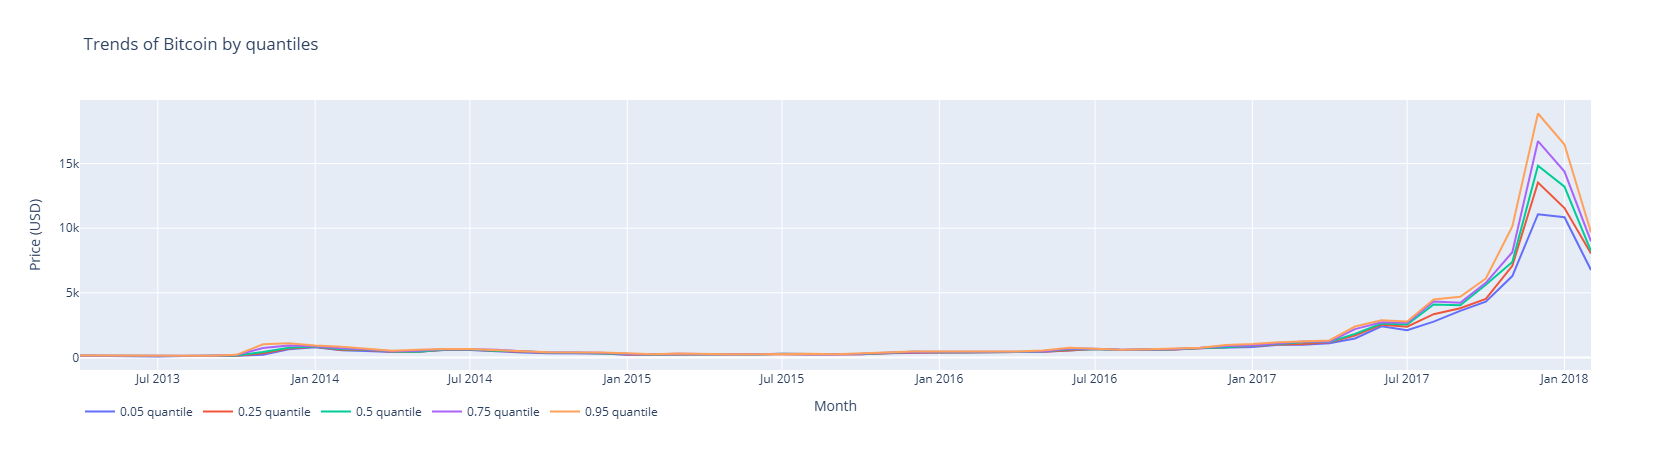 Trends of Bitcoin by quantiles
Price (USD)
15k
10k
5k
0
Jul 2013 Jan 2014 Jul 2014 Jan 2015 Jul 2015 Jan 2016 Jul 2016 Jan 2017 Jul 2017 Jan 2018
Month
0.05 quantile 0.25 quantile 0.5 quantile 0.75 quantile 0.95 quantile